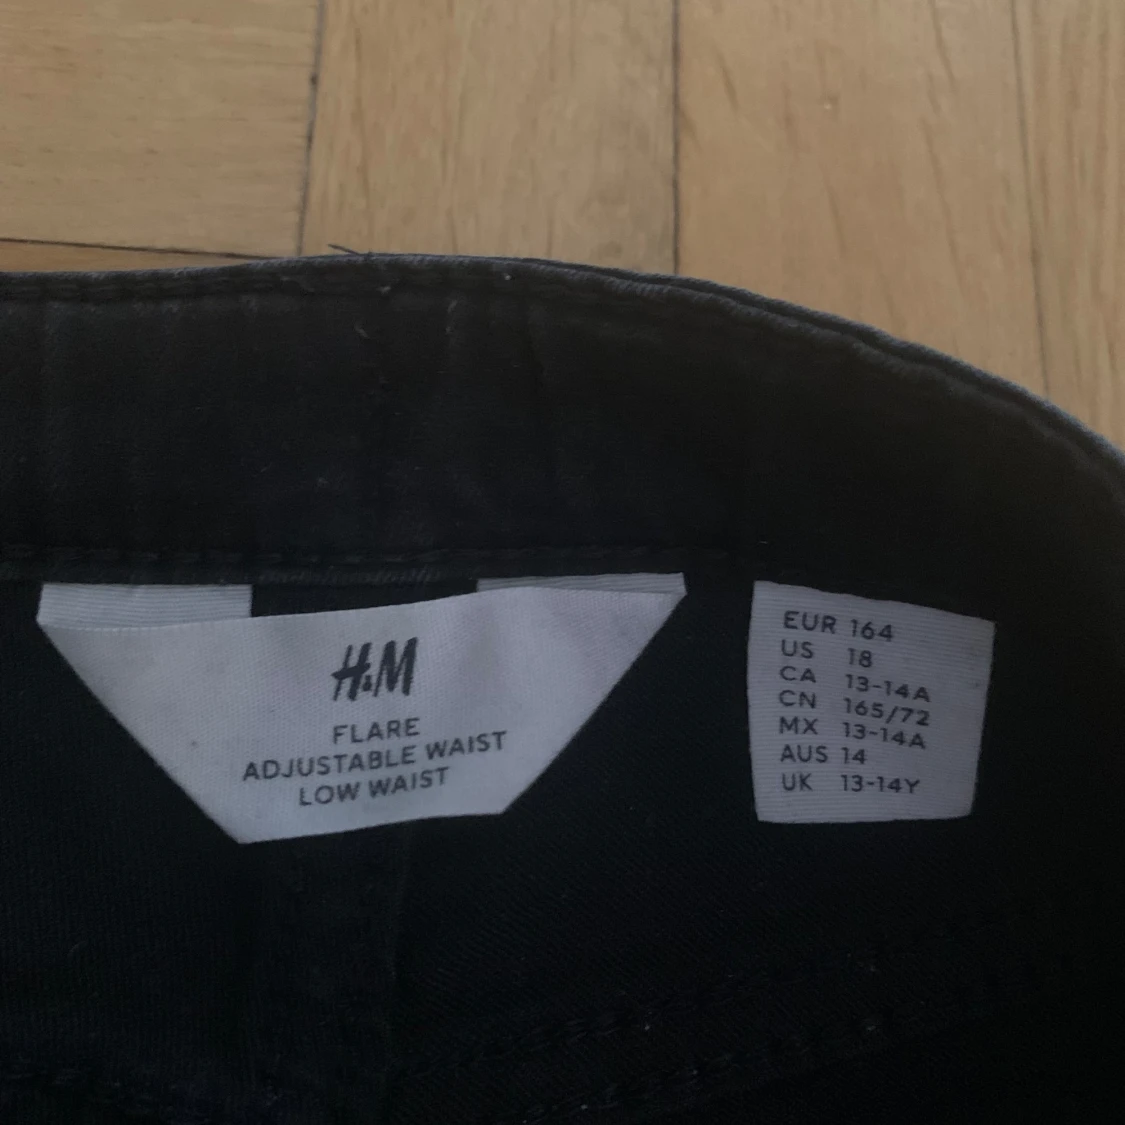 H&M
FLARE
ADJUSTABLE WAIST
LOW WAIST
EUR 164
US 18
CA 13-14A
CN 165/72
MX 13-14A
AUS 14
UK 13-14Y